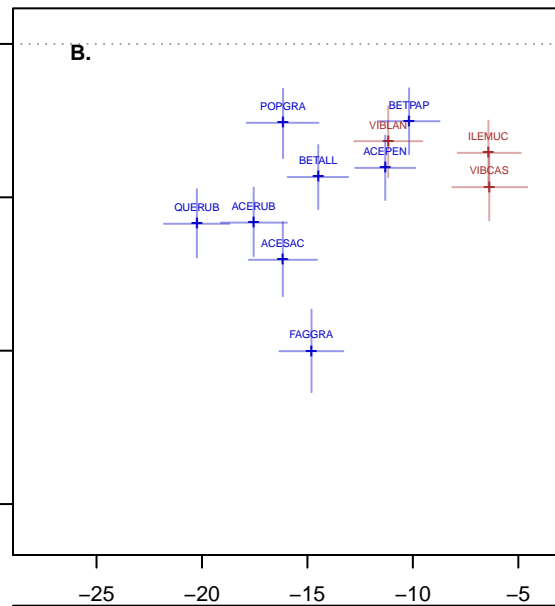 B.
POPGRA
BETPAP
VIBLAN
ILEMUC
BETALL
ACEPEN
VIBCAS
QUERUB
ACERUB
ACESAC
FAGGRA
−25 −20 −15 −10 −5